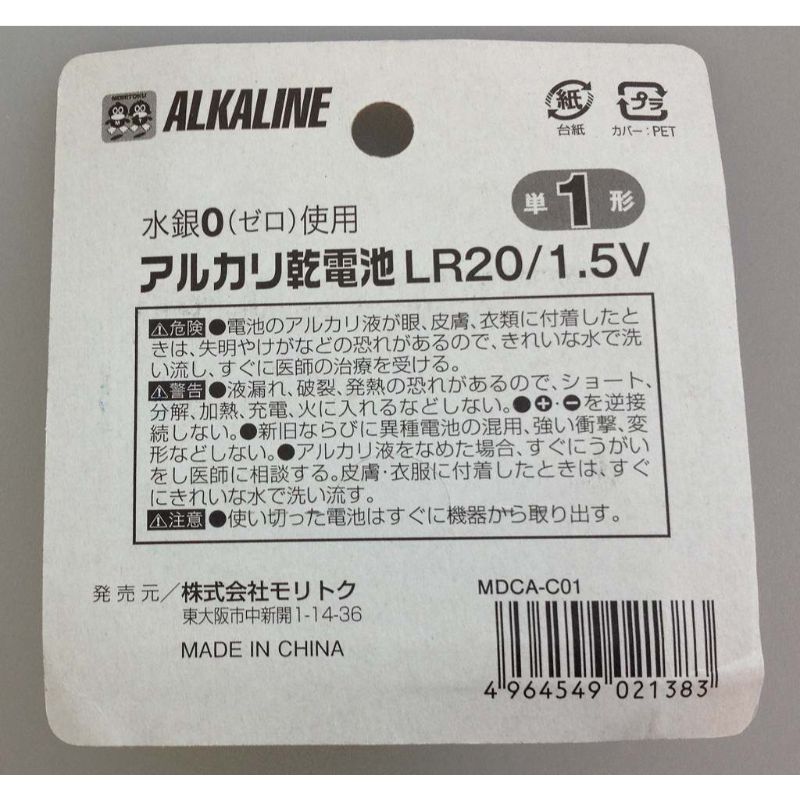 MORITOKU
ALKALINE
紙
台紙
プラ
カバー:PET
単1形
水銀0(ゼロ)使用
アルカリ乾電池LR20/1.5V
⚠危険●電池のアルカリ液が眼、皮膚、衣類に付着したと
きは、失明やけがなどの恐れがあるので、きれいな水で洗
い流し、すぐに医師の治療を受ける。
⚠警告●液漏れ、破裂、発熱の恐れがあるので、ショート、
分解、加熱、充電、火に入れるなどしない。●⊕・⊖を逆接
続しない。●新旧ならびに異種電池の混用、強い衝撃、変
形などしない。●アルカリ液をなめた場合、すぐにうがい
をし医師に相談する。皮膚・衣服に付着したときは、すぐ
にきれいな水で洗い流す。
⚠注意●使い切った電池はすぐに機器から取り出す。
発売元/株式会社モリトク
東大阪市中新開1-14-36
MADE IN CHINA
MDCA-C01
4 964549 021383